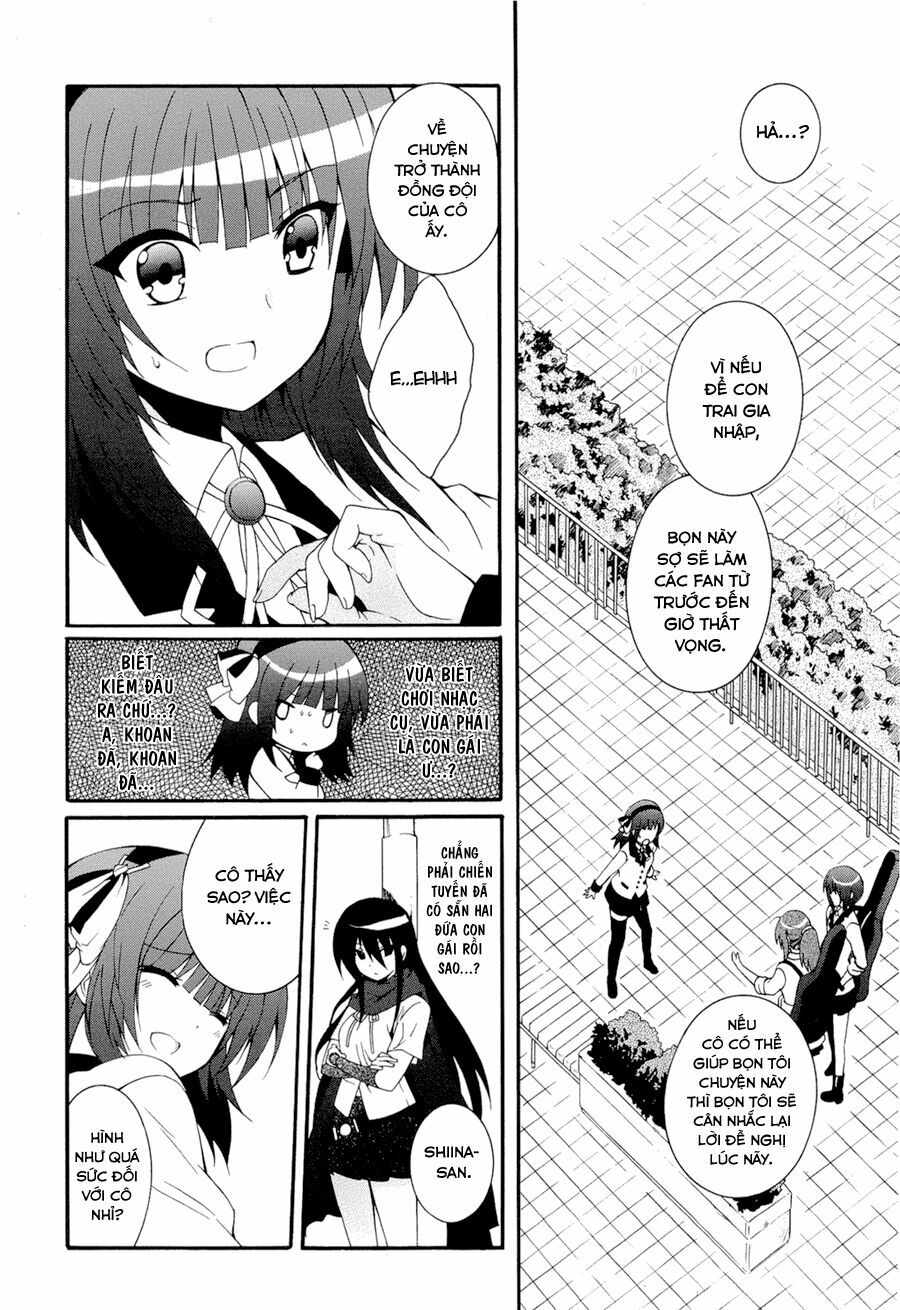 HẢ...?
VÌ NẾU
ĐỂ CON
TRAI GIA
NHẬP,
BỌN NÀY
SỢ SẼ LÀM
CÁC FAN TỪ
TRƯỚC ĐẾN
GIỜ THẤT
VỌNG.
NẾU
CÔ CÓ THỂ
GIÚP BỌN TÔI
CHUYỆN NÀY
THÌ BỌN TÔI SẼ
CÂN NHẮC LẠI
LỜI ĐỀ NGHỊ
LÚC NÃY.
VỀ
CHUYỆN
TRỞ THÀNH
ĐỒNG ĐỘI
CỦA CÔ
ẤY.
E...EHHH
VỪA BIẾT
CHƠI NHẠC
CỤ, VỪA PHẢI
LÀ CON GÁI
Ư...?
BIẾT
KIẾM ĐÂU
RA CHỨ...?
A, KHOAN
ĐÃ, KHOAN
ĐÃ...
CHẲNG
PHẢI CHIẾN
TUYẾN ĐÃ
CÓ SẴN HAI
ĐỨA CON
GÁI RỒI
SAO...?
SHIINA-
SAN.
CÔ THẤY
SAO? VIỆC
NÀY...
HÌNH
NHƯ QUÁ
SỨC ĐỐI
VỚI CÔ
NHỈ?